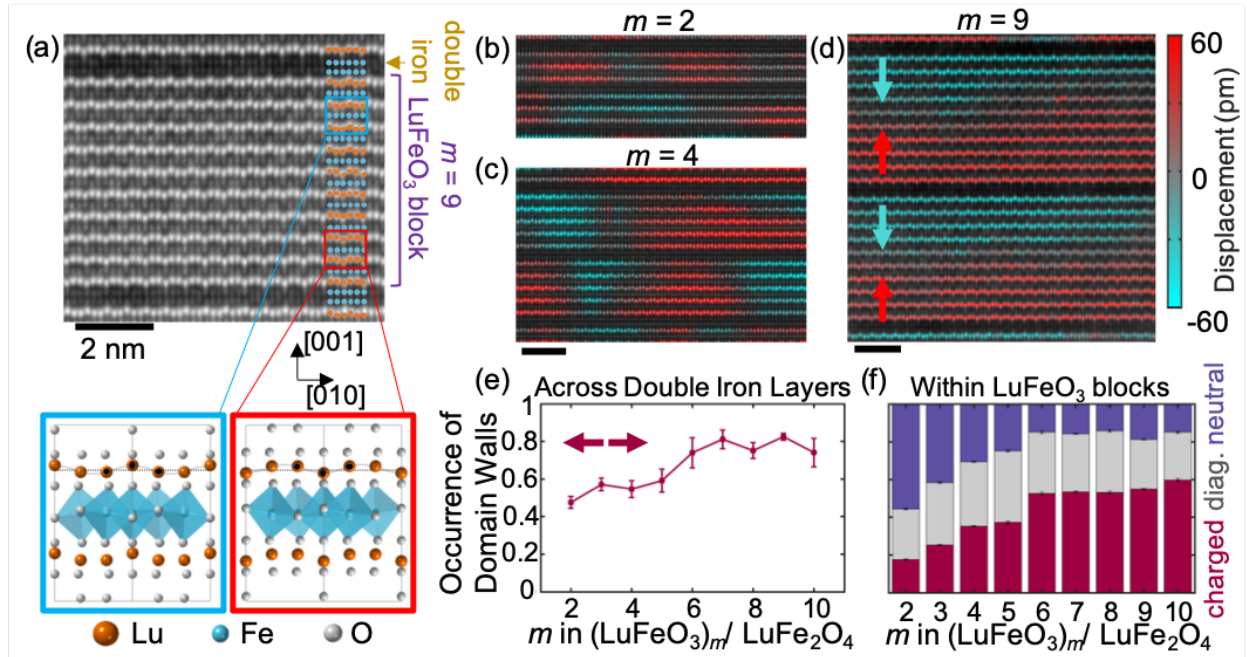 (a)
double
iron
m = 9
LuFeO₃ block
2 nm
[001]
[010]
Lu
Fe
O
m = 2
(b)
m = 4
(c)
m = 9
(d)
60
0
-60
Displacement (pm)
(e) Across Double Iron Layers
Occurrence of
Domain Walls
1
0.8
0.6
0.4
0.2
0
2 4 6 8 10
m in (LuFeO₃)ₘ/ LuFe₂O₄
(f) Within LuFeO₃ blocks
charged diag. neutral
2 3 4 5 6 7 8 9 10
m in (LuFeO₃)ₘ/ LuFe₂O₄